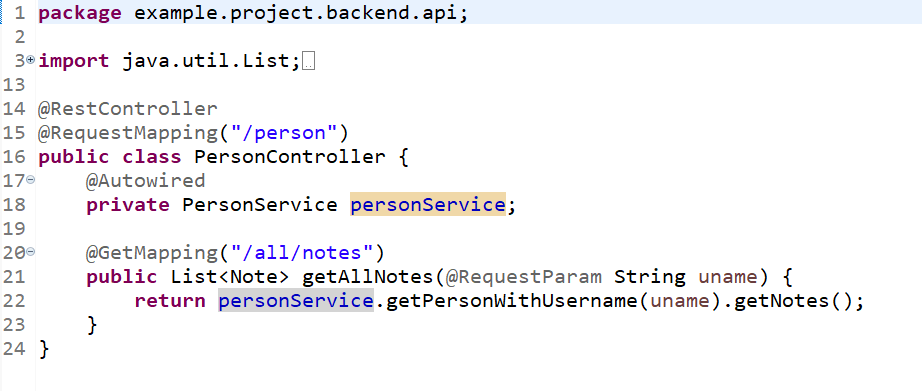 1 package example.project.backend.api;
2
3 import java.util.List;
13
14 @RestController
15 @RequestMapping("/person")
16 public class PersonController {
17     @Autowired
18     private PersonService personService;
19
20     @GetMapping("/all/notes")
21     public List<Note> getAllNotes(@RequestParam String uname) {
22         return personService.getPersonWithUsername(uname).getNotes();
23     }
24 }